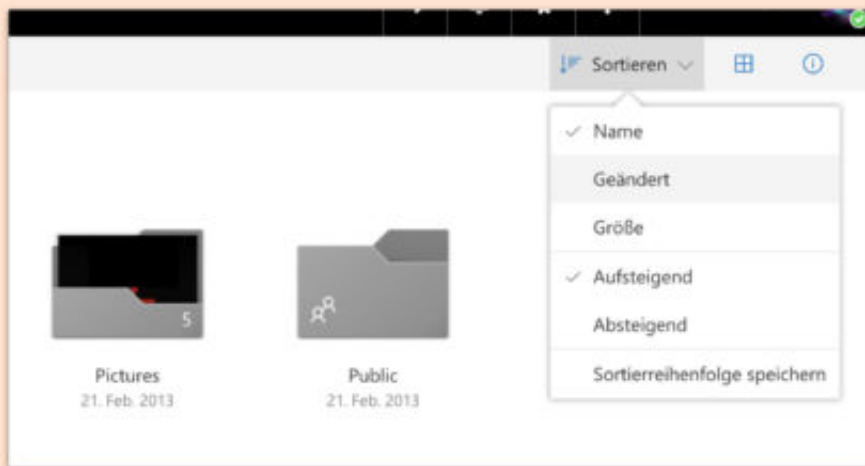 Sortieren
Name
Geändert
Größe
Aufsteigend
Absteigend
Sortierreihenfolge speichern
5
Pictures
21. Feb. 2013
Public
21. Feb. 2013